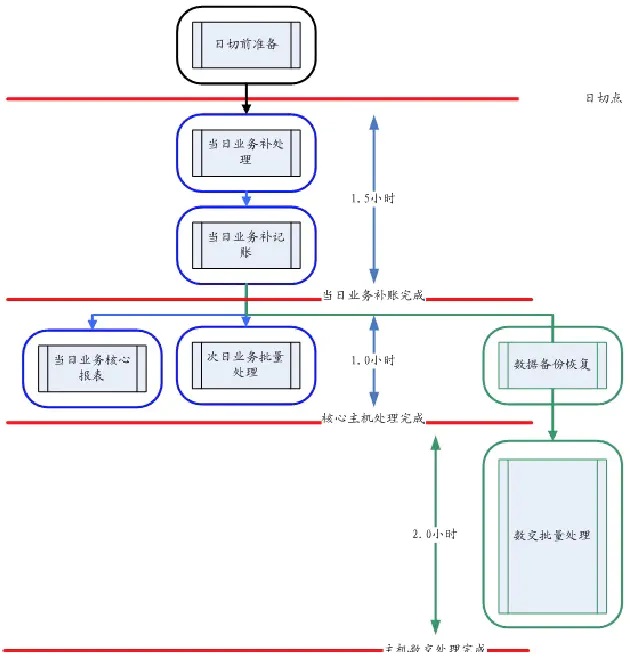 日切前准备
日切点
当日业务补处
理
1.5小时
当日业务补记
账
当日业务补账完成
当日业务核心
报表
次日业务批量
处理
1.0小时
数据备份恢复
核心主机处理完成
2.0小时
数交批量处理
主机数交处理完成